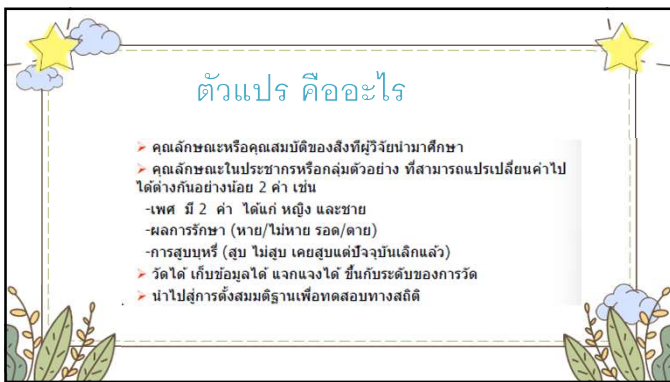 ตัวแปร คืออะไร
➢ คุณลักษณะหรือคุณสมบัติของสิ่งที่ผู้วิจัยนำมาศึกษา
➢ คุณลักษณะในประชากรหรือกลุ่มตัวอย่าง ที่สามารถแปรเปลี่ยนค่าไป
ได้ต่างกันอย่างน้อย 2 ค่า เช่น
-เพศ มี 2 ค่า ได้แก่ หญิง และชาย
-ผลการรักษา (หาย/ไม่หาย รอด/ตาย)
-การสูบบุหรี่ (สูบ ไม่สูบ เคยสูบแต่ปัจจุบันเลิกแล้ว)
➢ วัดได้ เก็บข้อมูลได้ แจกแจงได้ ขึ้นกับระดับของการวัด
➢ นำไปสู่การตั้งสมมติฐานเพื่อทดสอบทางสถิติ